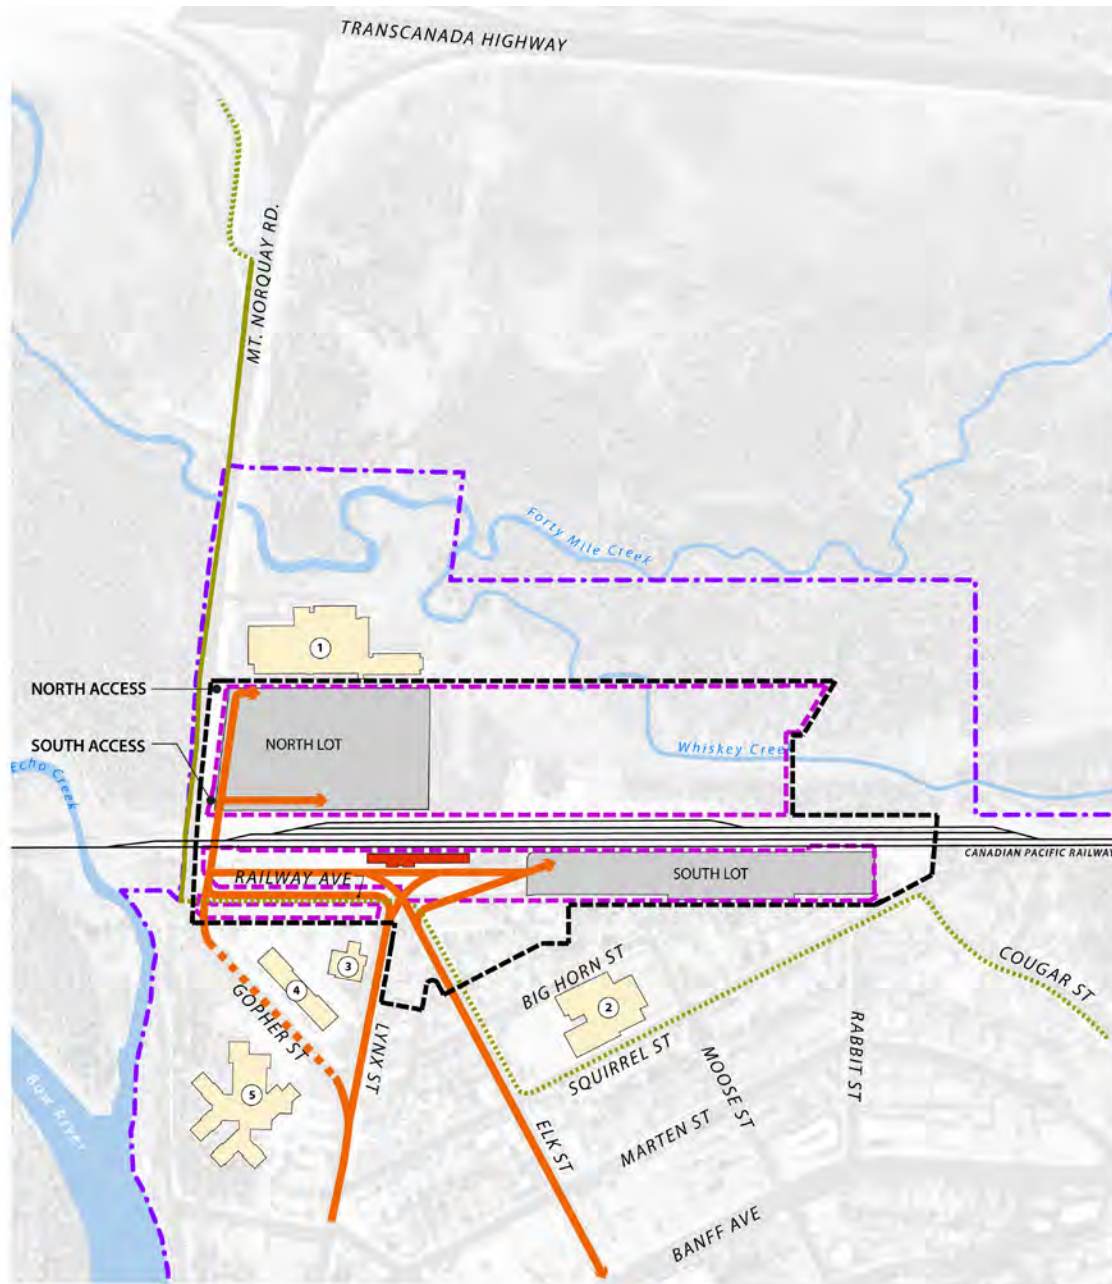 TRANSCANADA HIGHWAY
MT. NORQUAY RD.
Forty Mile Creek
1
NORTH ACCESS
NORTH LOT
SOUTH ACCESS
Whiskey Cree
Echo Creek
CANADIAN PACIFIC RAILWAY
RAILWAY AVE
SOUTH LOT
3
4
BIG HORN ST
2
COUGAR ST
GOPHER ST
LYNX ST
SQUIRREL ST
MOOSE ST
RABBIT ST
5
Bow River
ELK ST
MARTEN ST
BANFF AVE